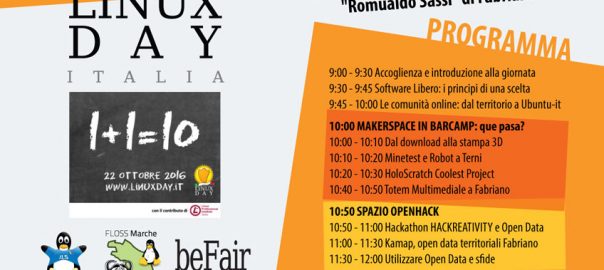 LINUX
DAY
ITALIA
1+1=10
22 OTTOBRE 2016
WWW.LINUXDAY.IT
LINUX
DAY
con il contributo di
FLOSS Marche
beFair
"Romualdo Sassi" di Fabriano
PROGRAMMA
9:00 - 9:30 Accoglienza e introduzione alla giornata
9:30 - 9:45 Software Libero: i principi di una scelta
9:45 - 10:00 Le comunità online: dal territorio a Ubuntu-it
10:00 MAKERSPACE IN BARCAMP: que pasa?
10:00 - 10:10 Dal download alla stampa 3D
10:10 - 10:20 Minetest e Robot a Terni
10:20 - 10:30 HoloScratch Coolest Project
10:40 - 10:50 Totem Multimediale a Fabriano
10:50 SPAZIO OPENHACK
10:50 - 11:00 Hackathon HACKREATIVITY e Open Data
11:00 - 11:30 Kamap, open data territoriali Fabriano
11:30 - 12:00 Utilizzare Open Data e sfide